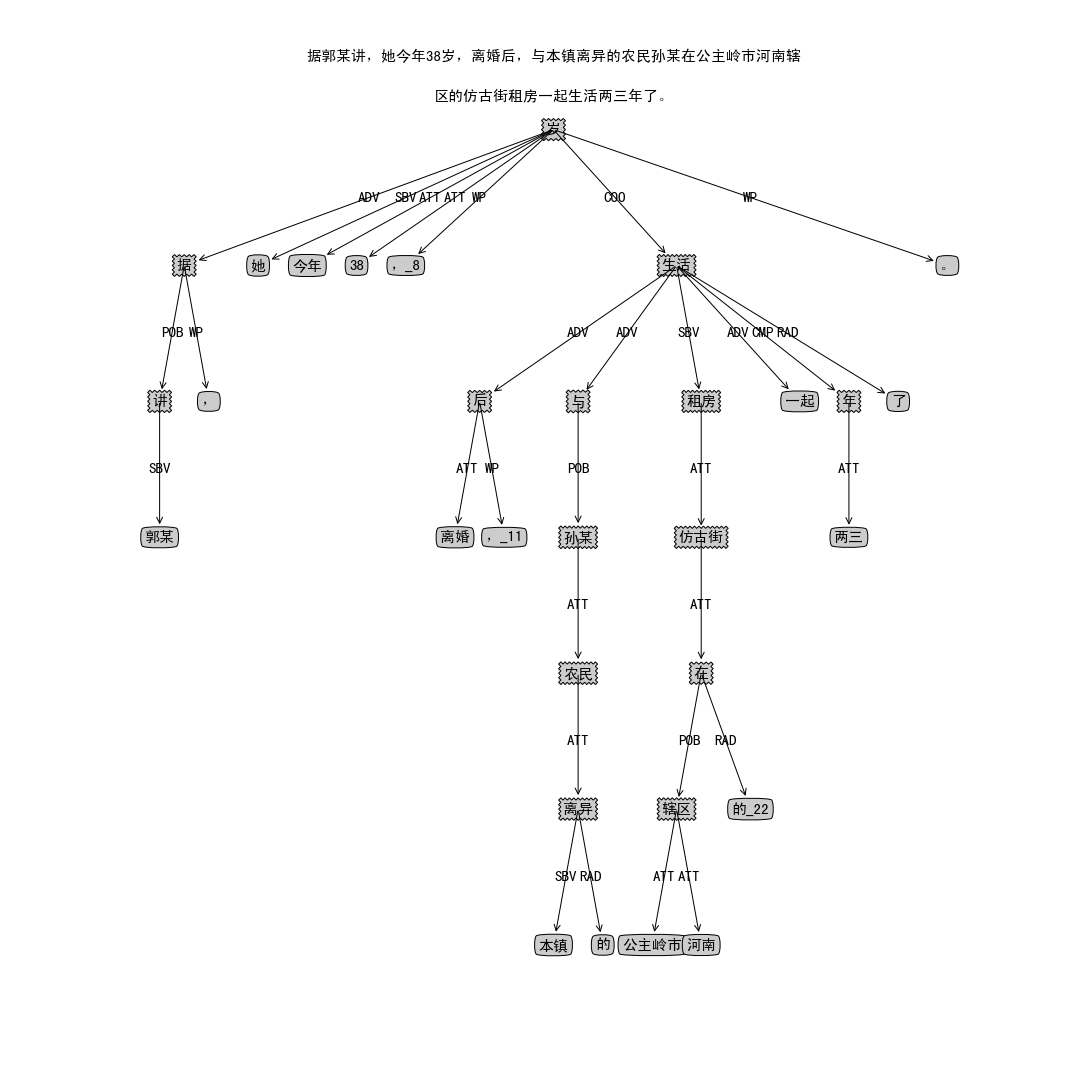 据郭某讲，她今年38岁，离婚后，与本镇离异的农民孙某在公主岭市河南辖
区的仿古街租房一起生活两三年了。
岁
ADV SBV ATT ATT WP COO WP
据 她 今年 38 ，_8 生活 。
POB WP ADV ADV SBV ADV CMP RAD
讲 ， 后 与 租房 一起 年 了
SBV ATT WP POB ATT ATT
郭某 离婚 ，_11 孙某 仿古街 两三
ATT ATT
农民 在
ATT POB RAD
离异 辖区 的_22
SBV RAD ATT ATT
本镇 的 公主岭市 河南